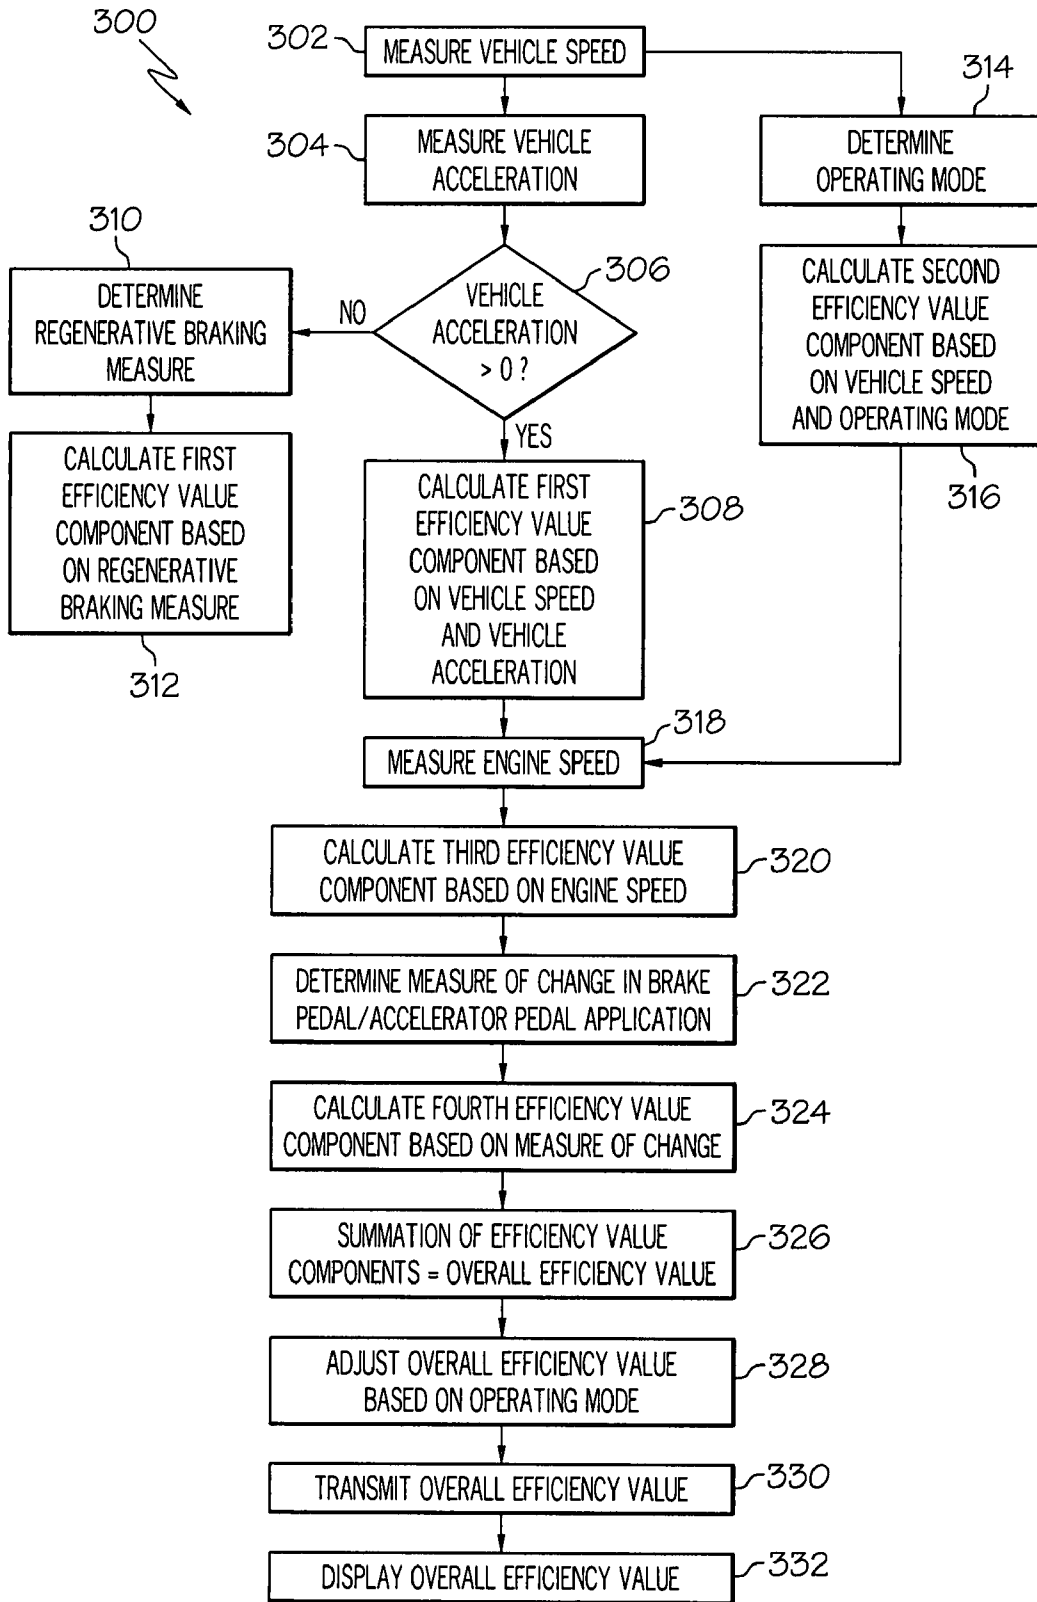 300
302
MEASURE VEHICLE SPEED
314
304
MEASURE VEHICLE
ACCELERATION
DETERMINE
OPERATING MODE
310
DETERMINE
REGENERATIVE BRAKING
MEASURE
NO
306
VEHICLE
ACCELERATION
> 0 ?
YES
CALCULATE SECOND
EFFICIENCY VALUE
COMPONENT BASED
ON VEHICLE SPEED
AND OPERATING MODE
316
CALCULATE FIRST
EFFICIENCY VALUE
COMPONENT BASED
ON REGENERATIVE
BRAKING MEASURE
312
CALCULATE FIRST
EFFICIENCY VALUE
COMPONENT BASED
ON VEHICLE SPEED
AND VEHICLE
ACCELERATION
308
318
MEASURE ENGINE SPEED
CALCULATE THIRD EFFICIENCY VALUE
COMPONENT BASED ON ENGINE SPEED
320
DETERMINE MEASURE OF CHANGE IN BRAKE
PEDAL/ACCELERATOR PEDAL APPLICATION
322
CALCULATE FOURTH EFFICIENCY VALUE
COMPONENT BASED ON MEASURE OF CHANGE
324
SUMMATION OF EFFICIENCY VALUE
COMPONENTS = OVERALL EFFICIENCY VALUE
326
ADJUST OVERALL EFFICIENCY VALUE
BASED ON OPERATING MODE
328
TRANSMIT OVERALL EFFICIENCY VALUE
330
DISPLAY OVERALL EFFICIENCY VALUE
332